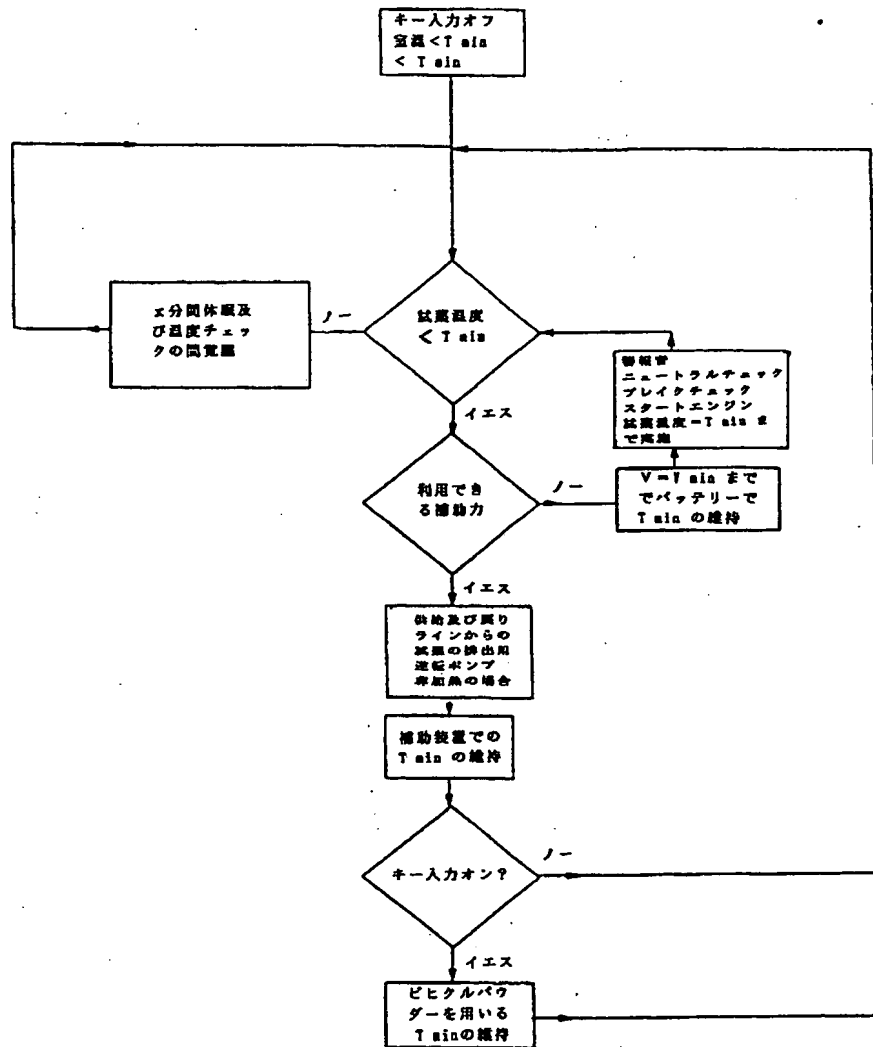 キー入力オフ
室温<T min
< T min
試薬温度
< T min
ノー
x分間休眠及
び温度チェッ
クの間覚醒
イエス
警報音
ニュートラルチェック
ブレイクチェック
スタートエンジン
試薬温度=T min ま
で実施
利用でき
る補助力
ノー
V=V min まで
でバッテリーで
T min の維持
イエス
供給及び戻り
ラインからの
試薬の排出用
逆転ポンプ
非加熱の場合
補助装置での
T min の維持
キー入力オン?
ノー
イエス
ビヒクルパウ
ダーを用いる
T minの維持